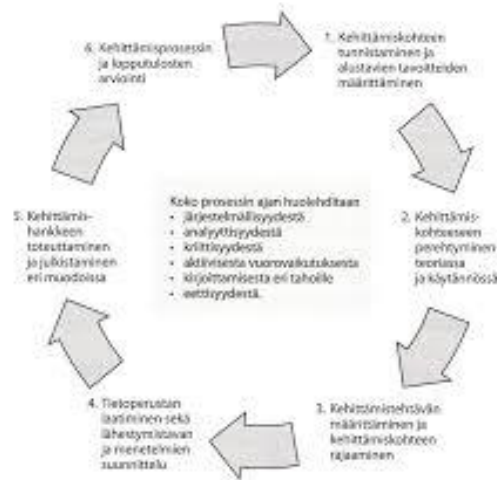 1. Kehittämiskohteen
tunnistaminen ja
alustavien tavoitteiden
määrittäminen
2. Kehittämis-
kohteeseen
perehtyminen
teoriassa
ja käytännössä
3. Kehittämistehtävän
määrittäminen ja
kehittämiskohteen
rajaaminen
4. Tietoperustan
laatiminen sekä
lähestymistavan
ja menetelmien
suunnittelu
5. Kehittämis-
hankkeen
toteuttaminen
ja julkistaminen
eri muodoissa
6. Kehittämisprosessin
ja lopputulosten
arviointi
Koko prosessin ajan huolehditaan
• järjestelmällisyydestä
• analyyttisyydestä
• kriittisyydestä
• aktiivisesta vuorovaikutuksesta
• kirjoittamisesta eri tahoille
• eettisyydestä.